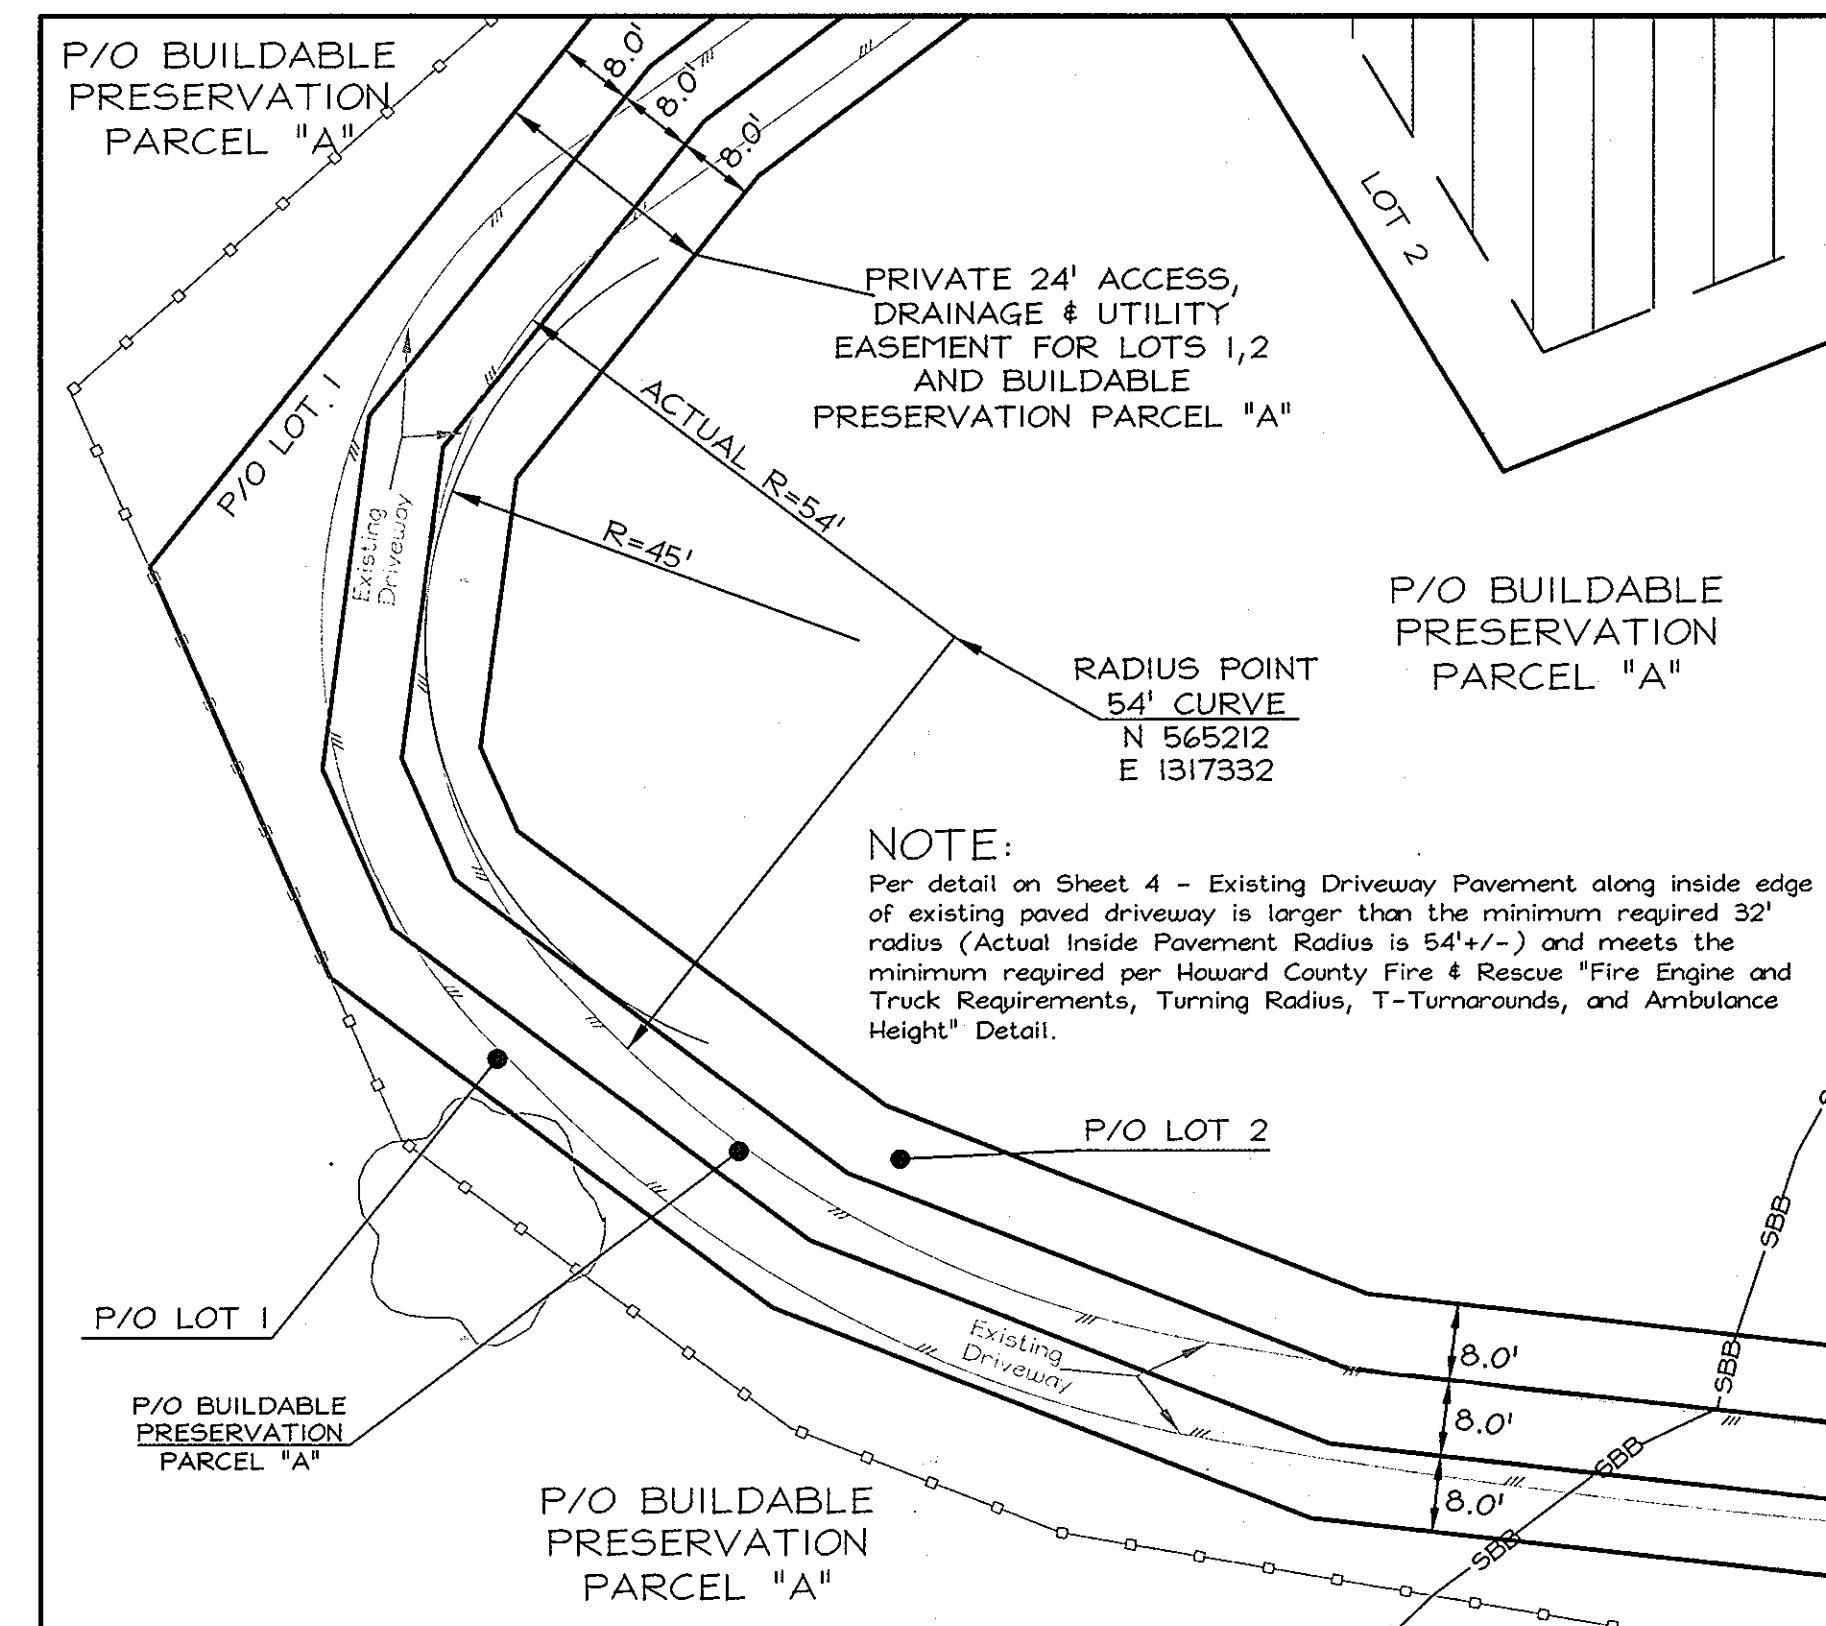 P/O BUILDABLE
PRESERVATION
PARCEL "A"
8.0'
8.0'
8.0'
LOT 2
PRIVATE 24' ACCESS,
DRAINAGE & UTILITY
EASEMENT FOR LOTS 1,2
AND BUILDABLE
PRESERVATION PARCEL "A"
P/O LOT 1
ACTUAL R=54'
R=45'
Existing
Driveway
P/O BUILDABLE
PRESERVATION
PARCEL "A"
RADIUS POINT
54' CURVE
N 565212
E 1317332
NOTE:
Per detail on Sheet 4 - Existing Driveway Pavement along inside edge
of existing paved driveway is larger than the minimum required 32'
radius (Actual Inside Pavement Radius is 54'+/-) and meets the
minimum required per Howard County Fire & Rescue "Fire Engine and
Truck Requirements, Turning Radius, T-Turnarounds, and Ambulance
Height" Detail.
P/O LOT 2
SBB
P/O LOT 1
Existing
Driveway
8.0'
SBB
P/O BUILDABLE
PRESERVATION
PARCEL "A"
8.0'
SBB
8.0'
SBB
P/O BUILDABLE
PRESERVATION
PARCEL "A"